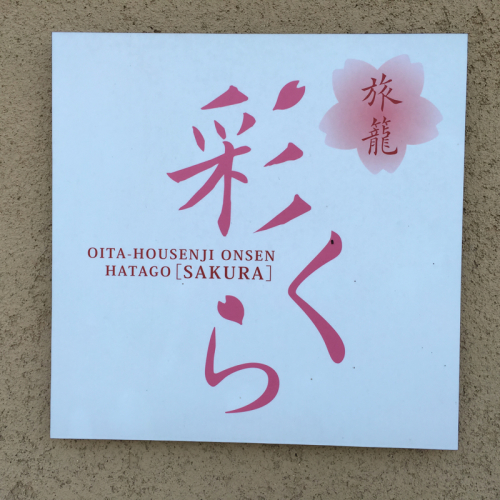 旅籠
彩くら
OITA-HOUSENJI ONSEN
HATAGO [SAKURA]